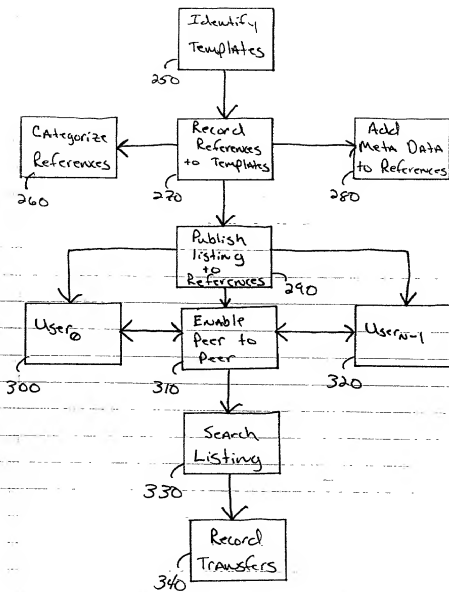 Identify
Templates
250
Categorize
References
260
Record
References
to Templates
270
Add
Meta Data
to References
280
Publish
listing
to
References
290
User0
300
Enable
Peer to
Peer
310
UserN-1
320
Search
Listing
330
Record
Transfers
340